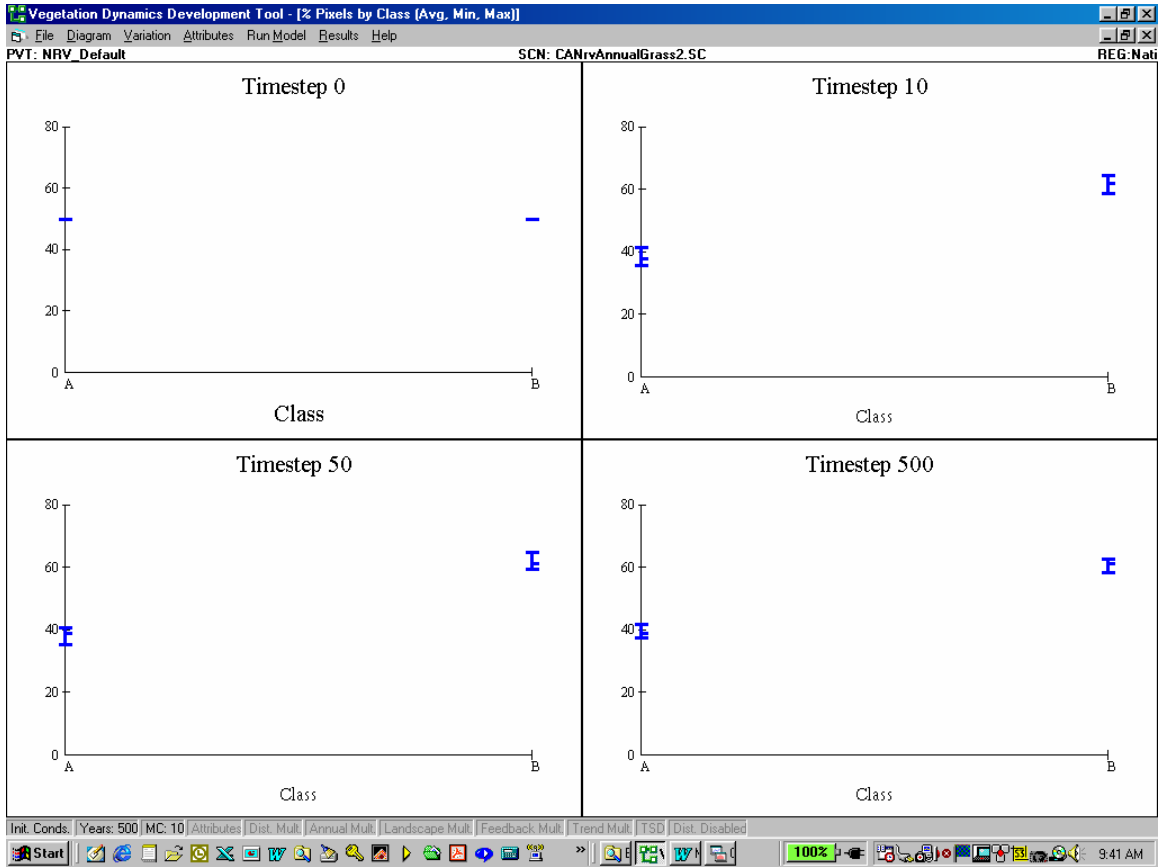 Vegetation Dynamics Development Tool - [% Pixels by Class (Avg, Min, Max)]
File Diagram Variation Attributes Run Model Results Help
PVT: NRV_Default SCN: CANrvAnnualGrass2.SC REG:Nati
Timestep 0
80
60
40
20
0
A B
Class
Timestep 10
80
60
40
20
0
A B
Class
Timestep 50
80
60
40
20
0
A B
Class
Timestep 500
80
60
40
20
0
A B
Class
Init. Conds. Years: 500 MC: 10 Attributes Dist. Mult. Annual Mult. Landscape Mult. Feedback Mult. Trend Mult. TSD Dist. Disabled
Start 100% 9:41 AM